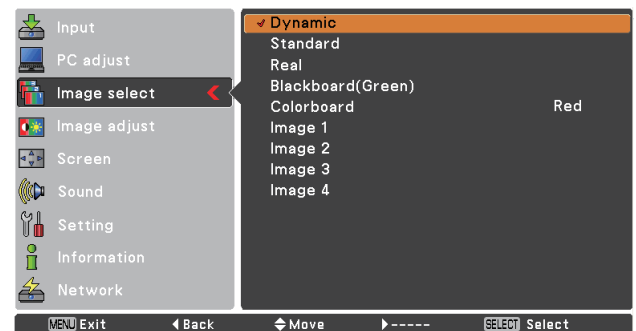 Input
PC adjust
Image select
Image adjust
Screen
Sound
Setting
Information
Network
Dynamic
Standard
Real
Blackboard(Green)
Colorboard Red
Image 1
Image 2
Image 3
Image 4
MENU Exit Back Move ----- SELECT Select